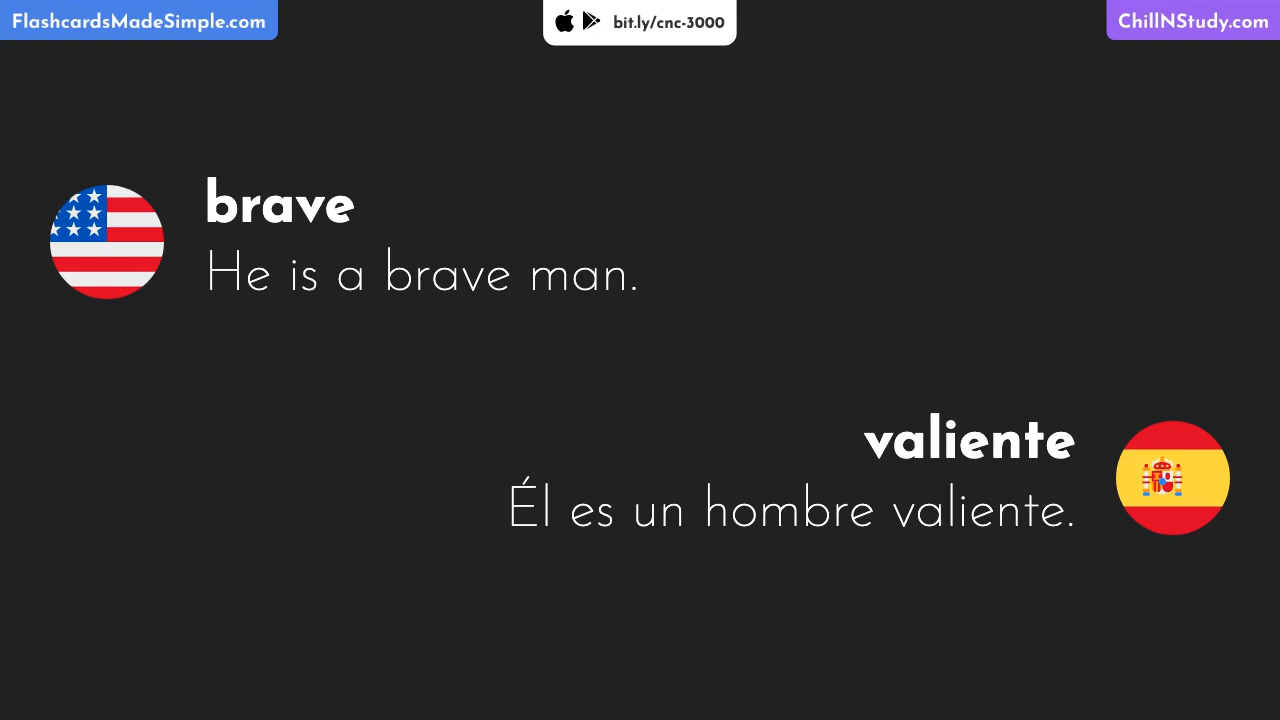 FlashcardsMadeSimple.com
bit.ly/cnc-3000
ChillNStudy.com
brave
He is a brave man.
valiente
Él es un hombre valiente.